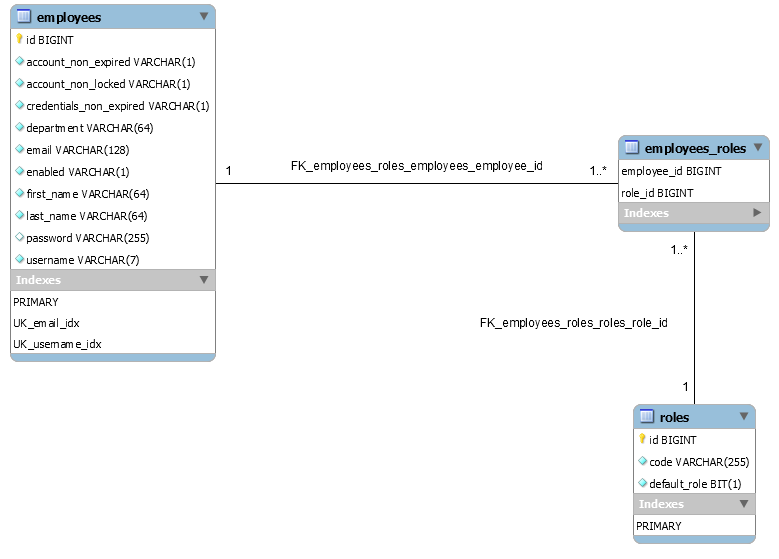 employees
id BIGINT
account_non_expired VARCHAR(1)
account_non_locked VARCHAR(1)
credentials_non_expired VARCHAR(1)
department VARCHAR(64)
email VARCHAR(128)
enabled VARCHAR(1)
first_name VARCHAR(64)
last_name VARCHAR(64)
password VARCHAR(255)
username VARCHAR(7)
Indexes
PRIMARY
UK_email_idx
UK_username_idx
1
FK_employees_roles_employees_employee_id
1..*
employees_roles
employee_id BIGINT
role_id BIGINT
Indexes
1..*
FK_employees_roles_roles_role_id
1
roles
id BIGINT
code VARCHAR(255)
default_role BIT(1)
Indexes
PRIMARY